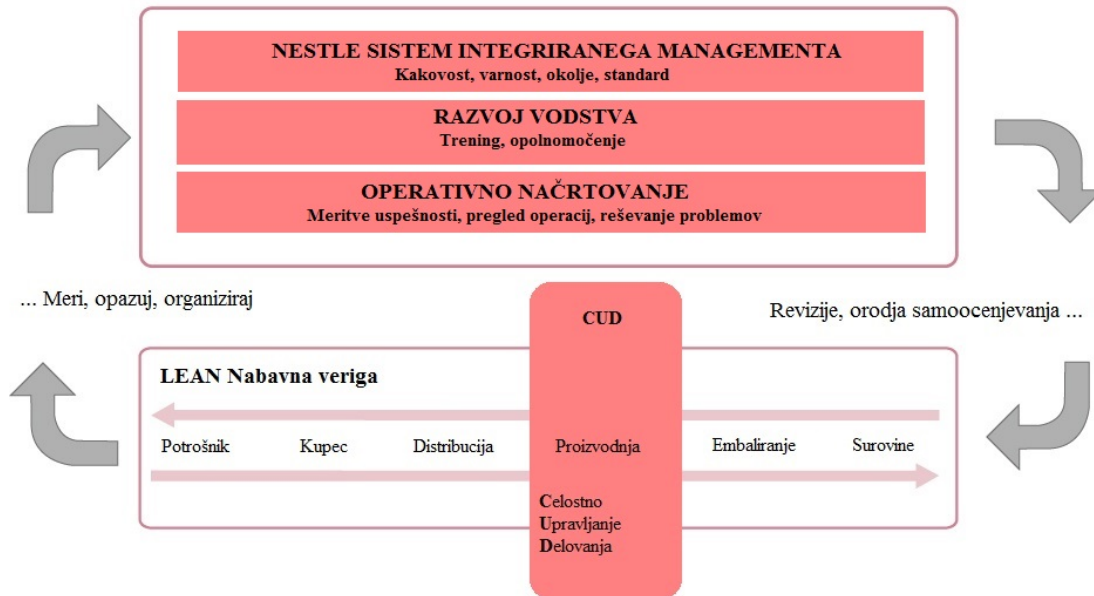 NESTLE SISTEM INTEGRIRANEGA MANAGEMENTA
Kakovost, varnost, okolje, standard
RAZVOJ VODSTVA
Trening, opolnomočenje
OPERATIVNO NAČRTOVANJE
Meritve uspešnosti, pregled operacij, reševanje problemov
... Meri, opazuj, organiziraj
Revizije, orodja samoocenjevanja ...
CUD
LEAN Nabavna veriga
Potrošnik Kupec Distribucija Proizvodnja Embaliranje Surovine
Celostno
Upravljanje
Delovanja